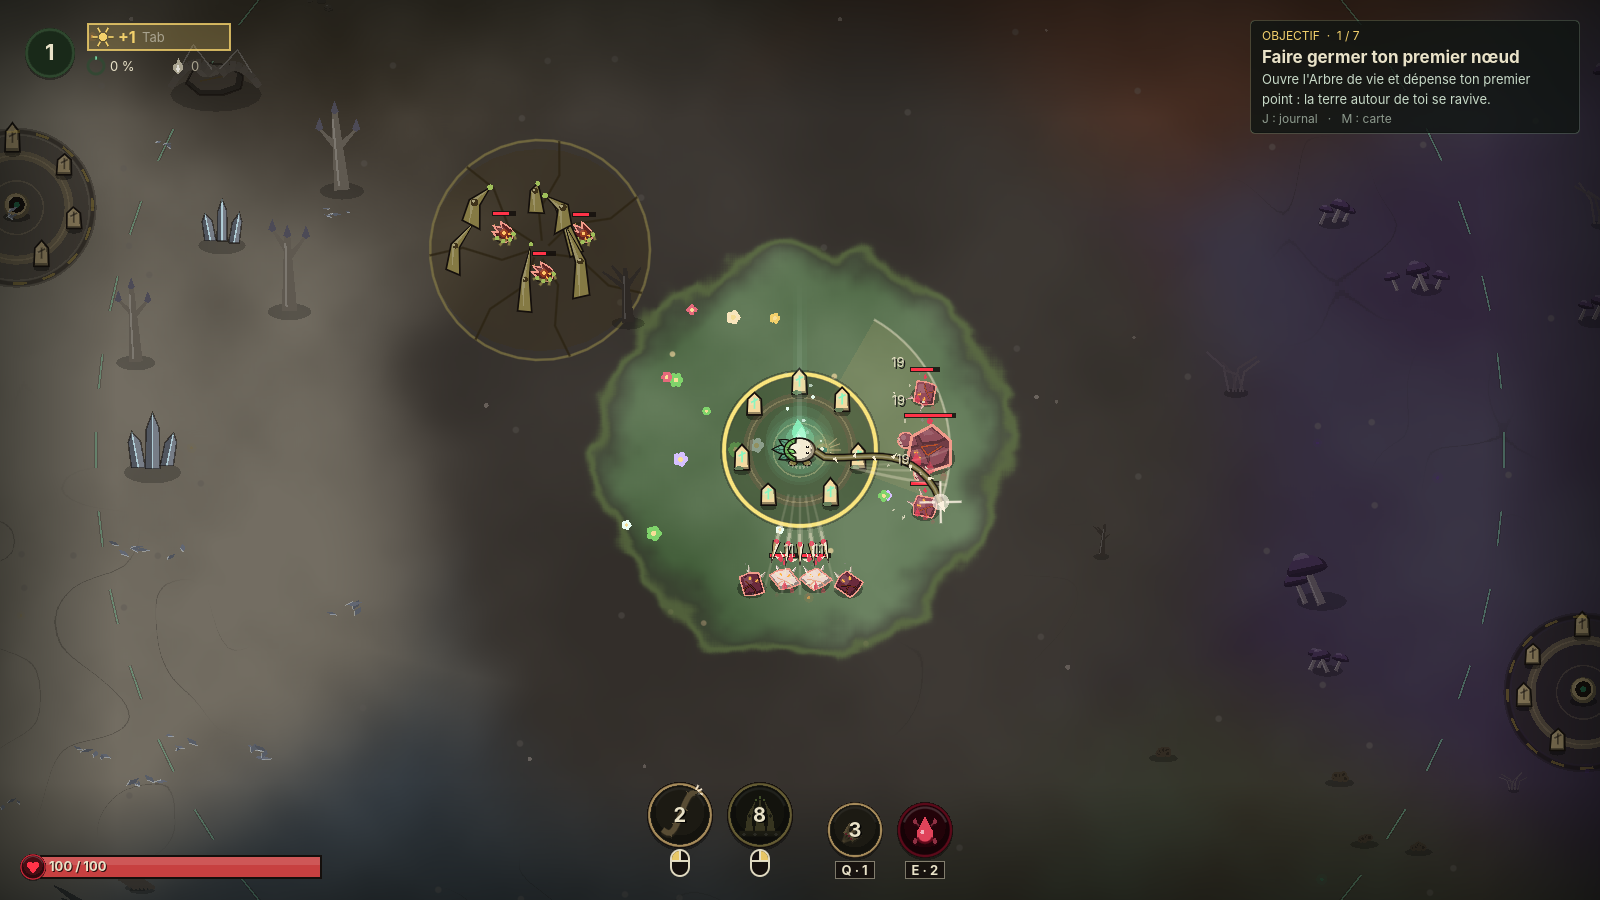 1
+1 Tab
0 %
0
OBJECTIF · 1 / 7
Faire germer ton premier nœud
Ouvre l'Arbre de vie et dépense ton premier
point : la terre autour de toi se ravive.
J : journal · M : carte
19
19
19
2
8
3
Q · 1
E · 2
100 / 100